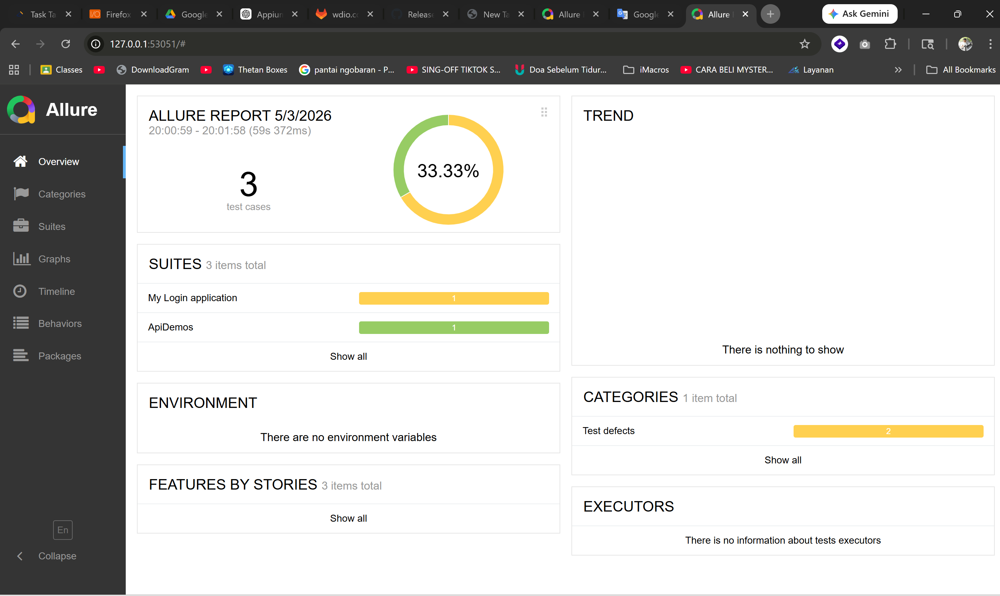 Task Ta
Firefox
Google
Appium
wdio.co
Release
New Ta
Allure
Google
Allure
Ask Gemini
127.0.0.1:53051/#
Classes
DownloadGram
Thetan Boxes
pantai ngobaran - P...
SING-OFF TIKTOK S...
Doa Sebelum Tidur...
iMacros
CARA BELI MYSTER...
Layanan
All Bookmarks
Allure
Overview
Categories
Suites
Graphs
Timeline
Behaviors
Packages
En
Collapse
ALLURE REPORT 5/3/2026
20:00:59 - 20:01:58 (59s 372ms)
3
test cases
33.33%
SUITES 3 items total
My Login application 1
ApiDemos 1
Show all
ENVIRONMENT
There are no environment variables
FEATURES BY STORIES 3 items total
Show all
TREND
There is nothing to show
CATEGORIES 1 item total
Test defects 2
Show all
EXECUTORS
There is no information about tests executors